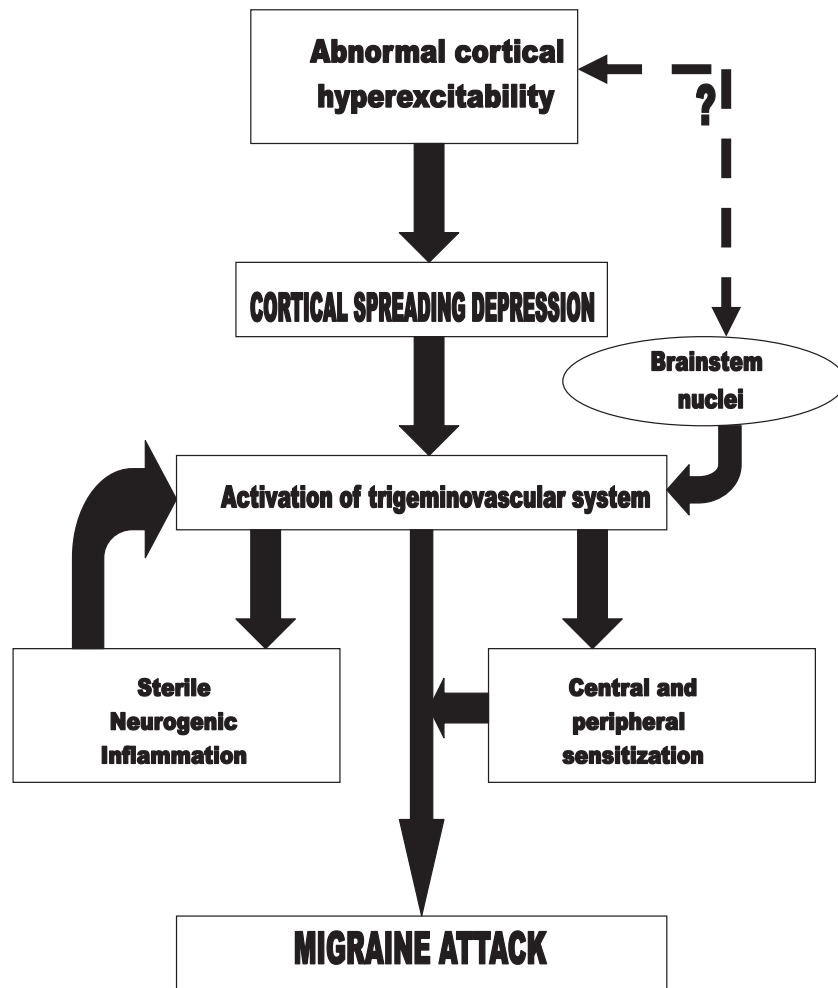 Abnormal cortical
hyperexcitability
?
CORTICAL SPREADING DEPRESSION
Brainstem
nuclei
Activation of trigeminovascular system
Sterile
Neurogenic
Inflammation
Central and
peripheral
sensitization
MIGRAINE ATTACK